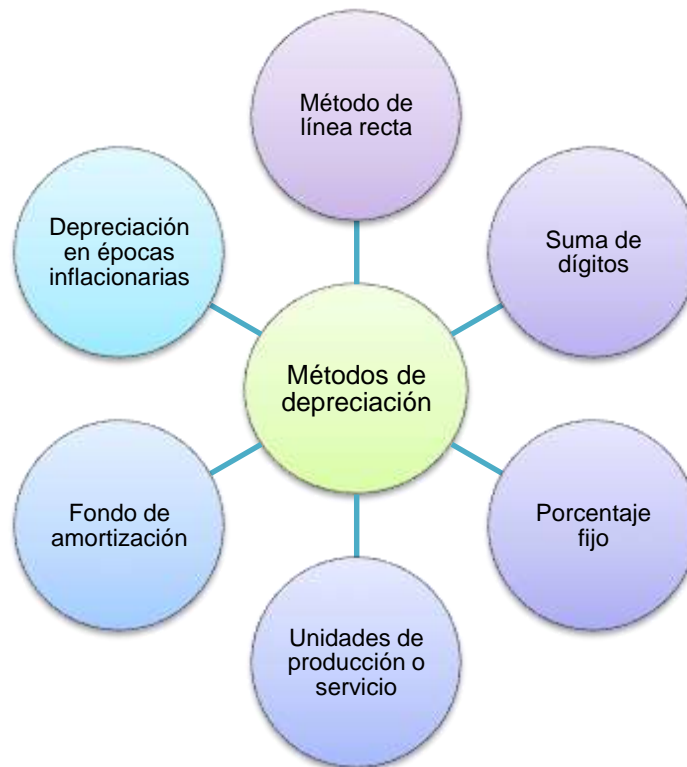 Método de
línea recta
Suma de
dígitos
Porcentaje
fijo
Unidades de
producción o
servicio
Fondo de
amortización
Depreciación
en épocas
inflacionarias
Métodos de
depreciación